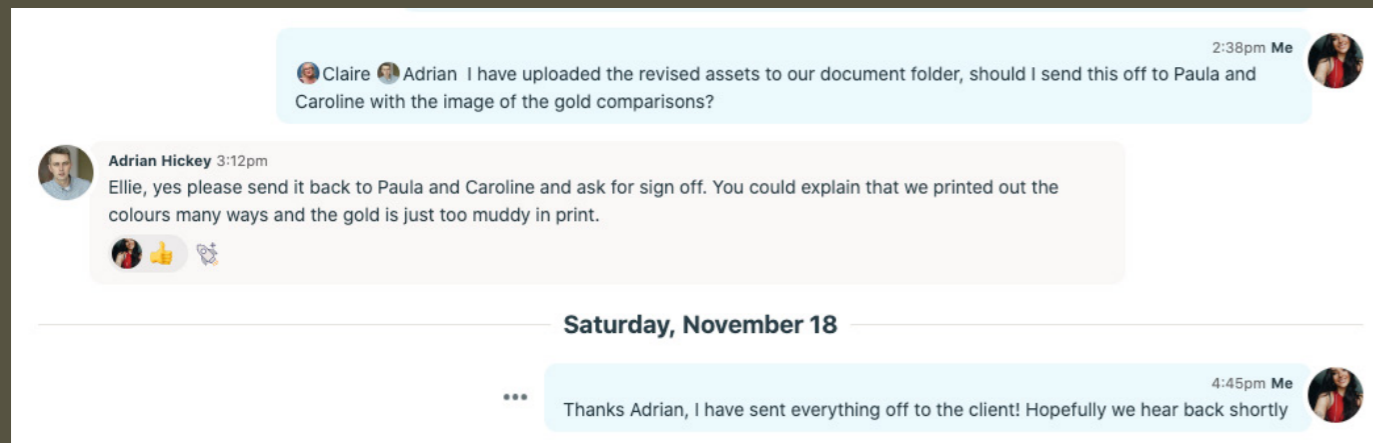 2:38pm Me
Claire Adrian I have uploaded the revised assets to our document folder, should I send this off to Paula and
Caroline with the image of the gold comparisons?
Adrian Hickey 3:12pm
Ellie, yes please send it back to Paula and Caroline and ask for sign off. You could explain that we printed out the
colours many ways and the gold is just too muddy in print.
Saturday, November 18
4:45pm Me
Thanks Adrian, I have sent everything off to the client! Hopefully we hear back shortly